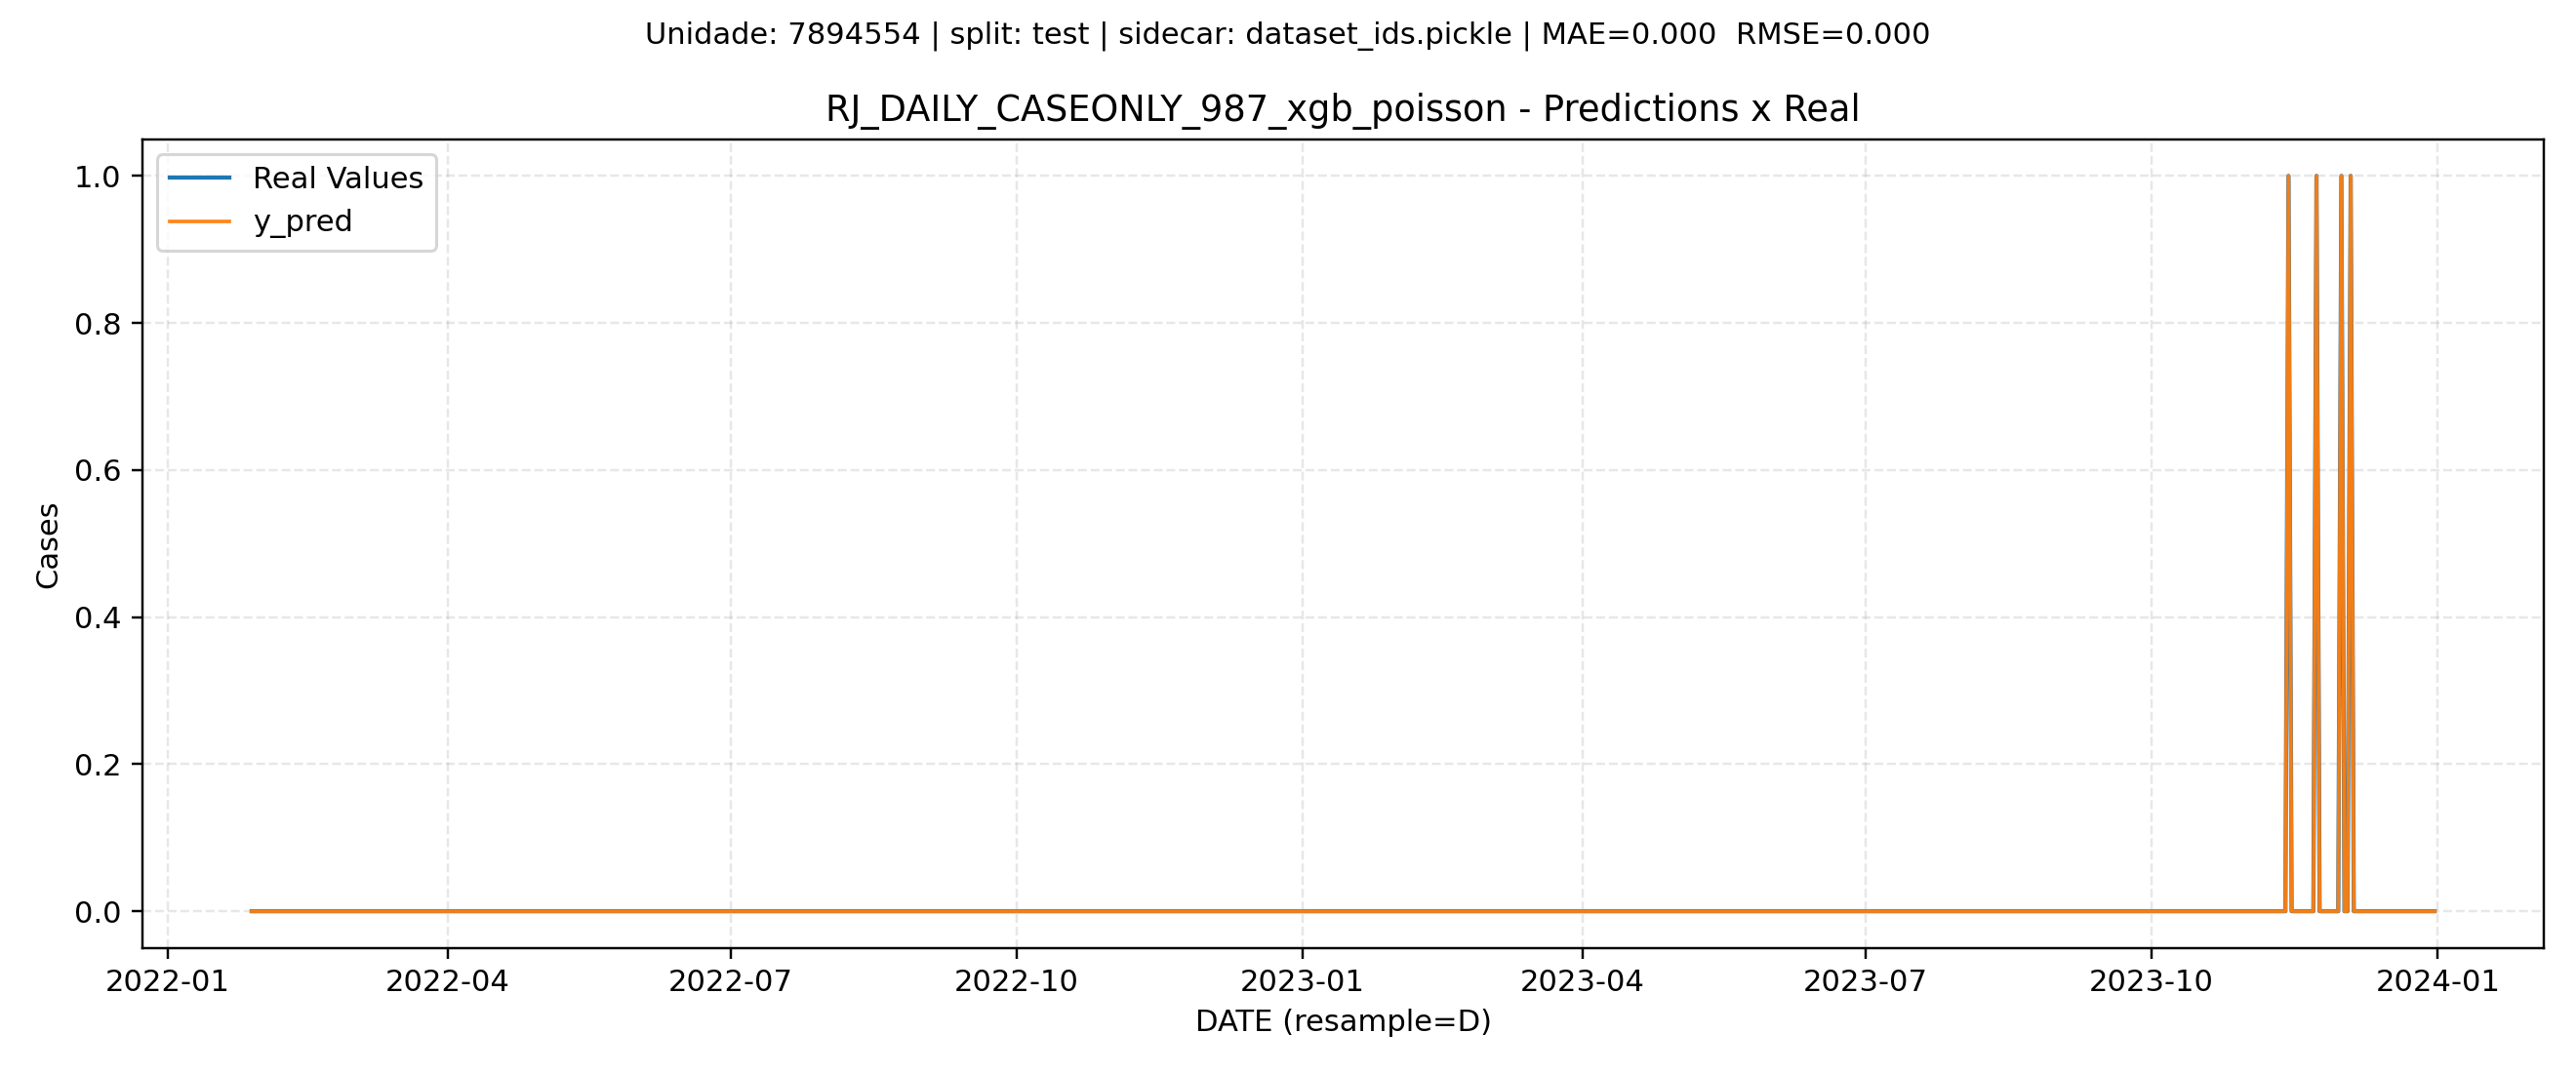 Unidade: 7894554 | split: test | sidecar: dataset_ids.pickle | MAE=0.000  RMSE=0.000
RJ_DAILY_CASEONLY_987_xgb_poisson - Predictions x Real
Real Values
y_pred
1.0
0.8
0.6
0.4
0.2
0.0
Cases
2022-01
2022-04
2022-07
2022-10
2023-01
2023-04
2023-07
2023-10
2024-01
DATE (resample=D)